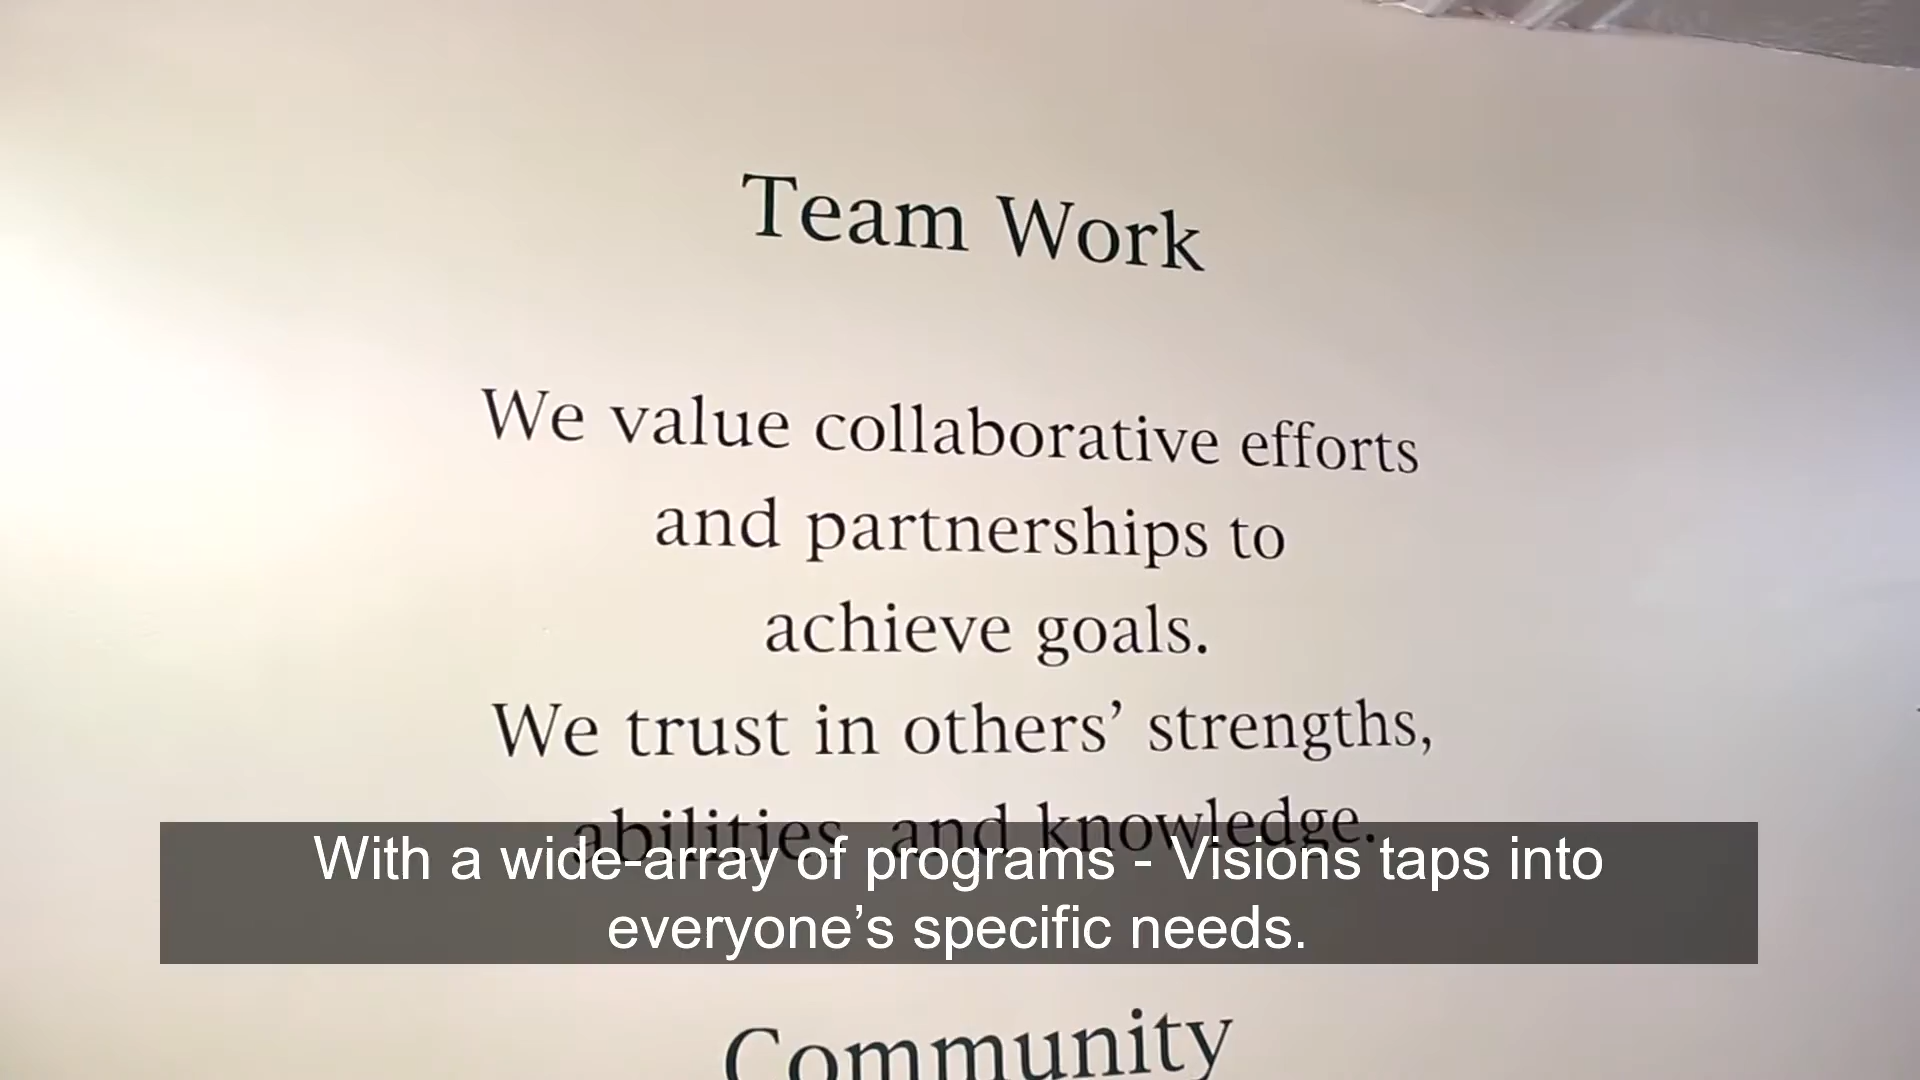 Team Work
We value collaborative efforts
and partnerships to
achieve goals.
We trust in others’ strengths,
abilities, and knowledge.
With a wide-array of programs - Visions taps into
everyone’s specific needs.
Community